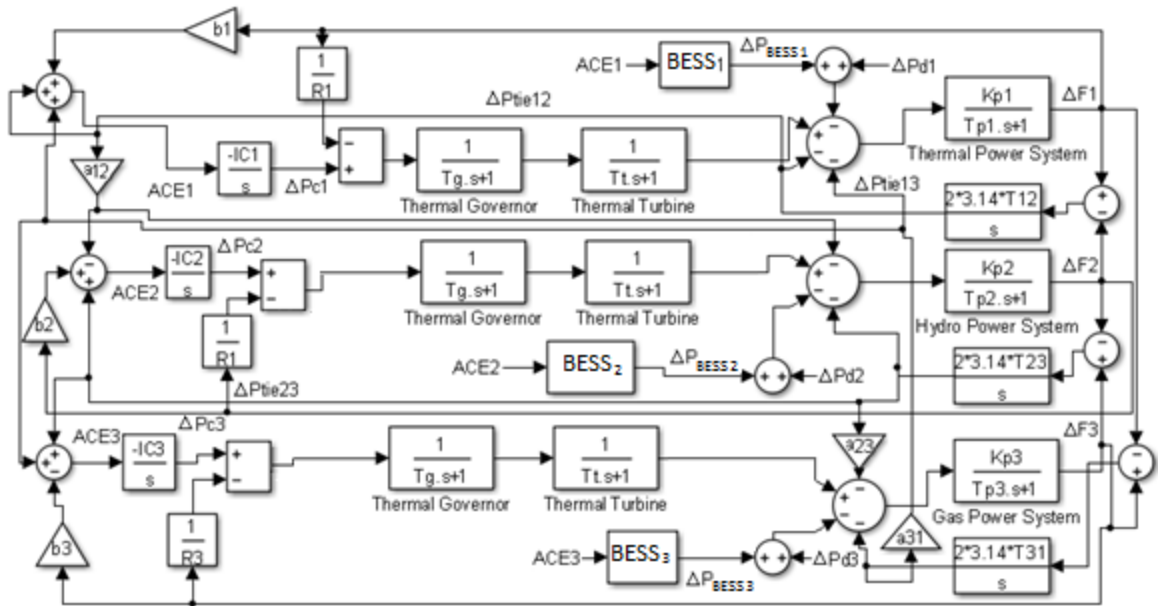 b1
1
R1
ACE1
BESS1
ΔPBESS1
+ +
ΔPd1
ΔPtie12
Kp1
Tp1.s+1
ΔF1
Thermal Power System
a12
ACE1
-IC1
s
ΔPc1
−
+
1
Tg.s+1
Thermal Governor
1
Tt.s+1
Thermal Turbine
ΔPtie13
2*3.14*T12
s
b2
ACE2
-IC2
s
ΔPc2
+
−
1
R1
1
Tg.s+1
Thermal Governor
1
Tt.s+1
Thermal Turbine
Kp2
Tp2.s+1
ΔF2
Hydro Power System
ACE2
BESS2
ΔPBESS2
+ +
ΔPd2
2*3.14*T23
s
ΔPtie23
ACE3
-IC3
s
ΔPc3
+
−
b3
1
R3
1
Tg.s+1
Thermal Governor
1
Tt.s+1
Thermal Turbine
a23
Kp3
Tp3.s+1
ΔF3
Gas Power System
a31
ACE3
BESS3
ΔPBESS3
+ +
ΔPd3
2*3.14*T31
s